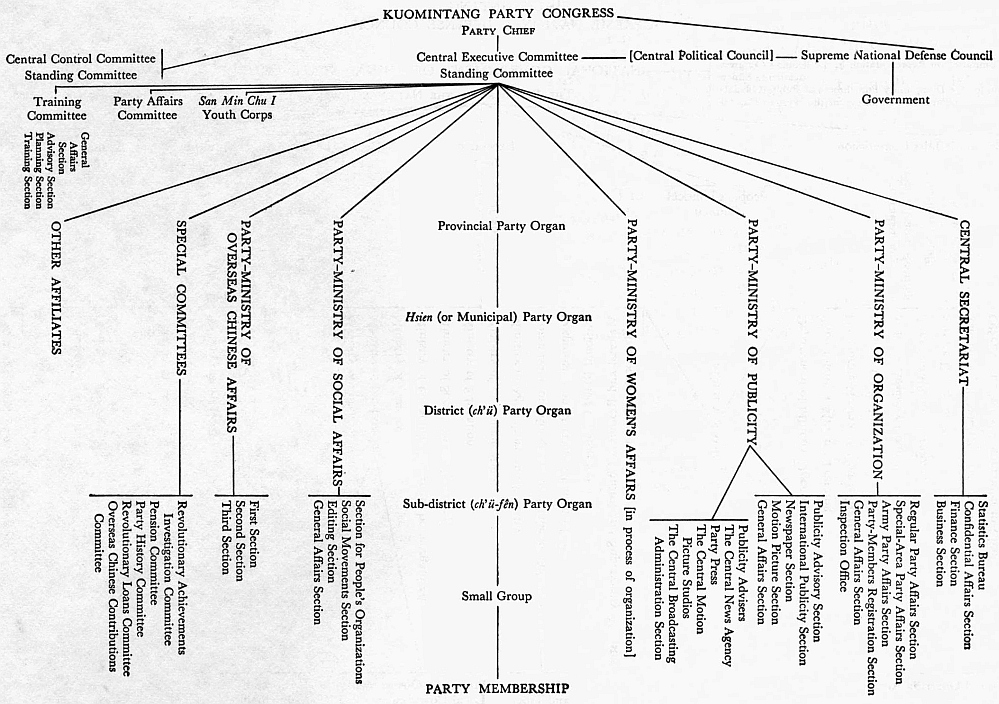 KUOMINTANG PARTY CONGRESS
PARTY CHIEF
Central Control Committee
Standing Committee
Central Executive Committee
Standing Committee
[Central Political Council]
Supreme National Defense Council
Government
Training
Committee
Party Affairs
Committee
San Min Chu I
Youth Corps
General
Affairs
Section
Advisory Section
Planning Section
Training Section
OTHER AFFILIATES
SPECIAL COMMITTEES
Revolutionary Achievements
Investigation Committee
Pension Committee
Party History Committee
Revolutionary Loans Committee
Overseas Chinese Contributions
Committee
PARTY-MINISTRY OF
OVERSEAS CHINESE AFFAIRS
First Section
Second Section
Third Section
PARTY-MINISTRY OF SOCIAL AFFAIRS
Section for People's Organizations
Social Movements Section
Editing Section
General Affairs Section
Provincial Party Organ
Hsien (or Municipal) Party Organ
District (ch'ü) Party Organ
Sub-district (ch'ü-fên) Party Organ
Small Group
PARTY MEMBERSHIP
PARTY-MINISTRY OF WOMEN'S AFFAIRS [in process of organization]
PARTY-MINISTRY OF PUBLICITY
Publicity Advisory Section
International Publicity Section
Newspaper Section
Motion Picture Section
General Affairs Section
Publicity Advisers
The Central News Agency
Party Press
The Central Motion
Picture Studios
The Central Broadcasting
Administration Section
PARTY-MINISTRY OF ORGANIZATION
Regular Party Affairs Section
Special-Area Party Affairs Section
Army Party Affairs Section
Party-Members Registration Section
General Affairs Section
Inspection Office
CENTRAL SECRETARIAT
Statistics Bureau
Confidential Affairs Section
Finance Section
Business Section